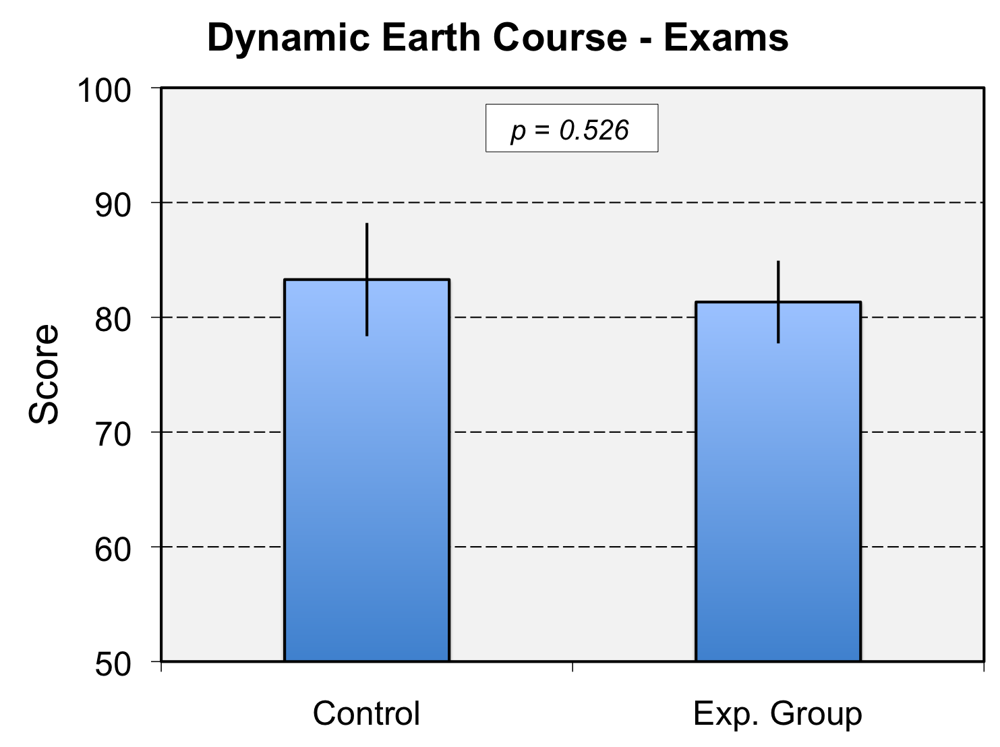 Dynamic Earth Course - Exams
100
p = 0.526
90
80
Score
70
60
50
Control Exp. Group